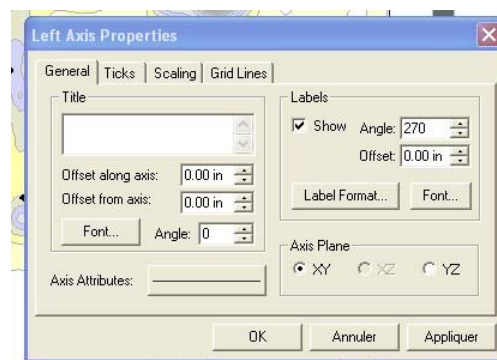 Left Axis Properties
General Ticks Scaling Grid Lines
Title
Offset along axis: 0.00 in
Offset from axis: 0.00 in
Font... Angle: 0
Axis Attributes:
Labels
Show Angle: 270
Offset: 0.00 in
Label Format... Font...
Axis Plane
XY XZ YZ
OK Annuler Appliquer